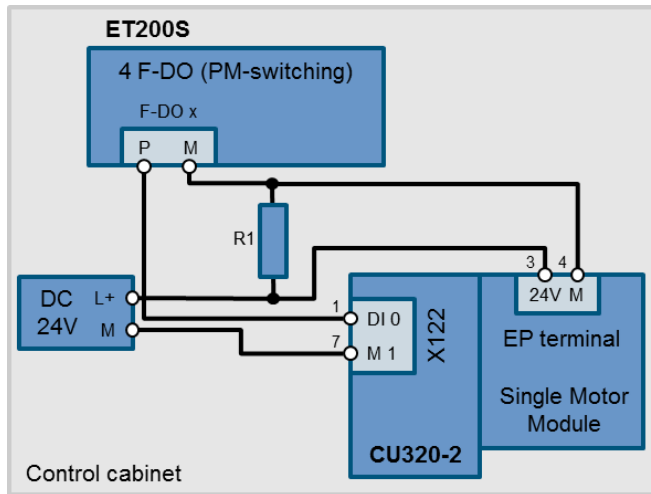 ET200S
4 F-DO (PM-switching)
F-DO x
P M
R1
3 4
DC 24V
L+
M
24V M
1
DI 0
7
M 1
X122
EP terminal
Single Motor
Module
CU320-2
Control cabinet